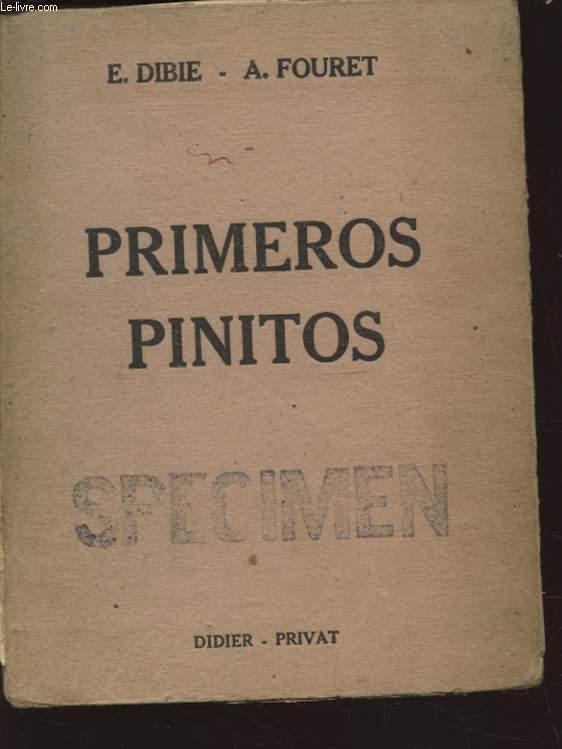 Le-livre.com
E. DIBIE - A. FOURET
PRIMEROS
PINITOS
SPECIMEN
DIDIER - PRIVAT